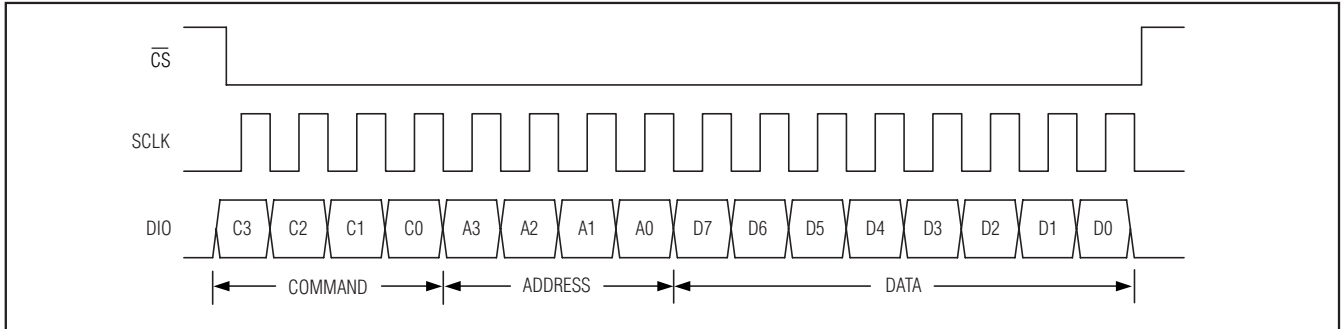 CS
SCLK
DIO C3 C2 C1 C0 A3 A2 A1 A0 D7 D6 D5 D4 D3 D2 D1 D0
COMMAND ADDRESS DATA